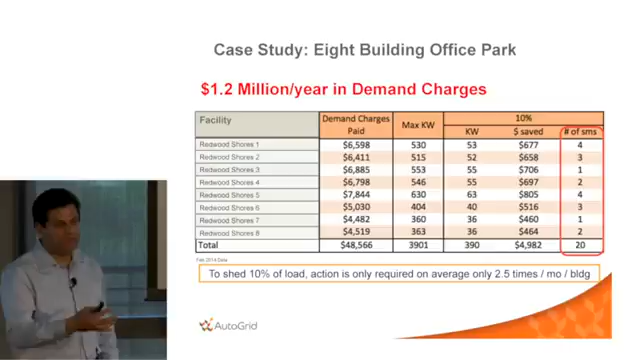 Case Study: Eight Building Office Park
$1.2 Million/year in Demand Charges
Facility Demand Charges Paid Max KW 10%
KW $ saved # of sms
Redwood Shores 1 $6,598 530 53 $677 4
Redwood Shores 2 $6,411 515 52 $658 3
Redwood Shores 3 $6,885 553 55 $706 1
Redwood Shores 4 $6,798 546 55 $697 2
Redwood Shores 5 $7,844 630 63 $805 4
Redwood Shores 6 $5,030 404 40 $516 3
Redwood Shores 7 $4,482 360 36 $460 1
Redwood Shores 8 $4,519 363 36 $464 2
Total $48,566 3901 390 $4,982 20
Feb 2014 Data
To shed 10% of load, action is only required on average only 2.5 times / mo / bldg
AutoGrid